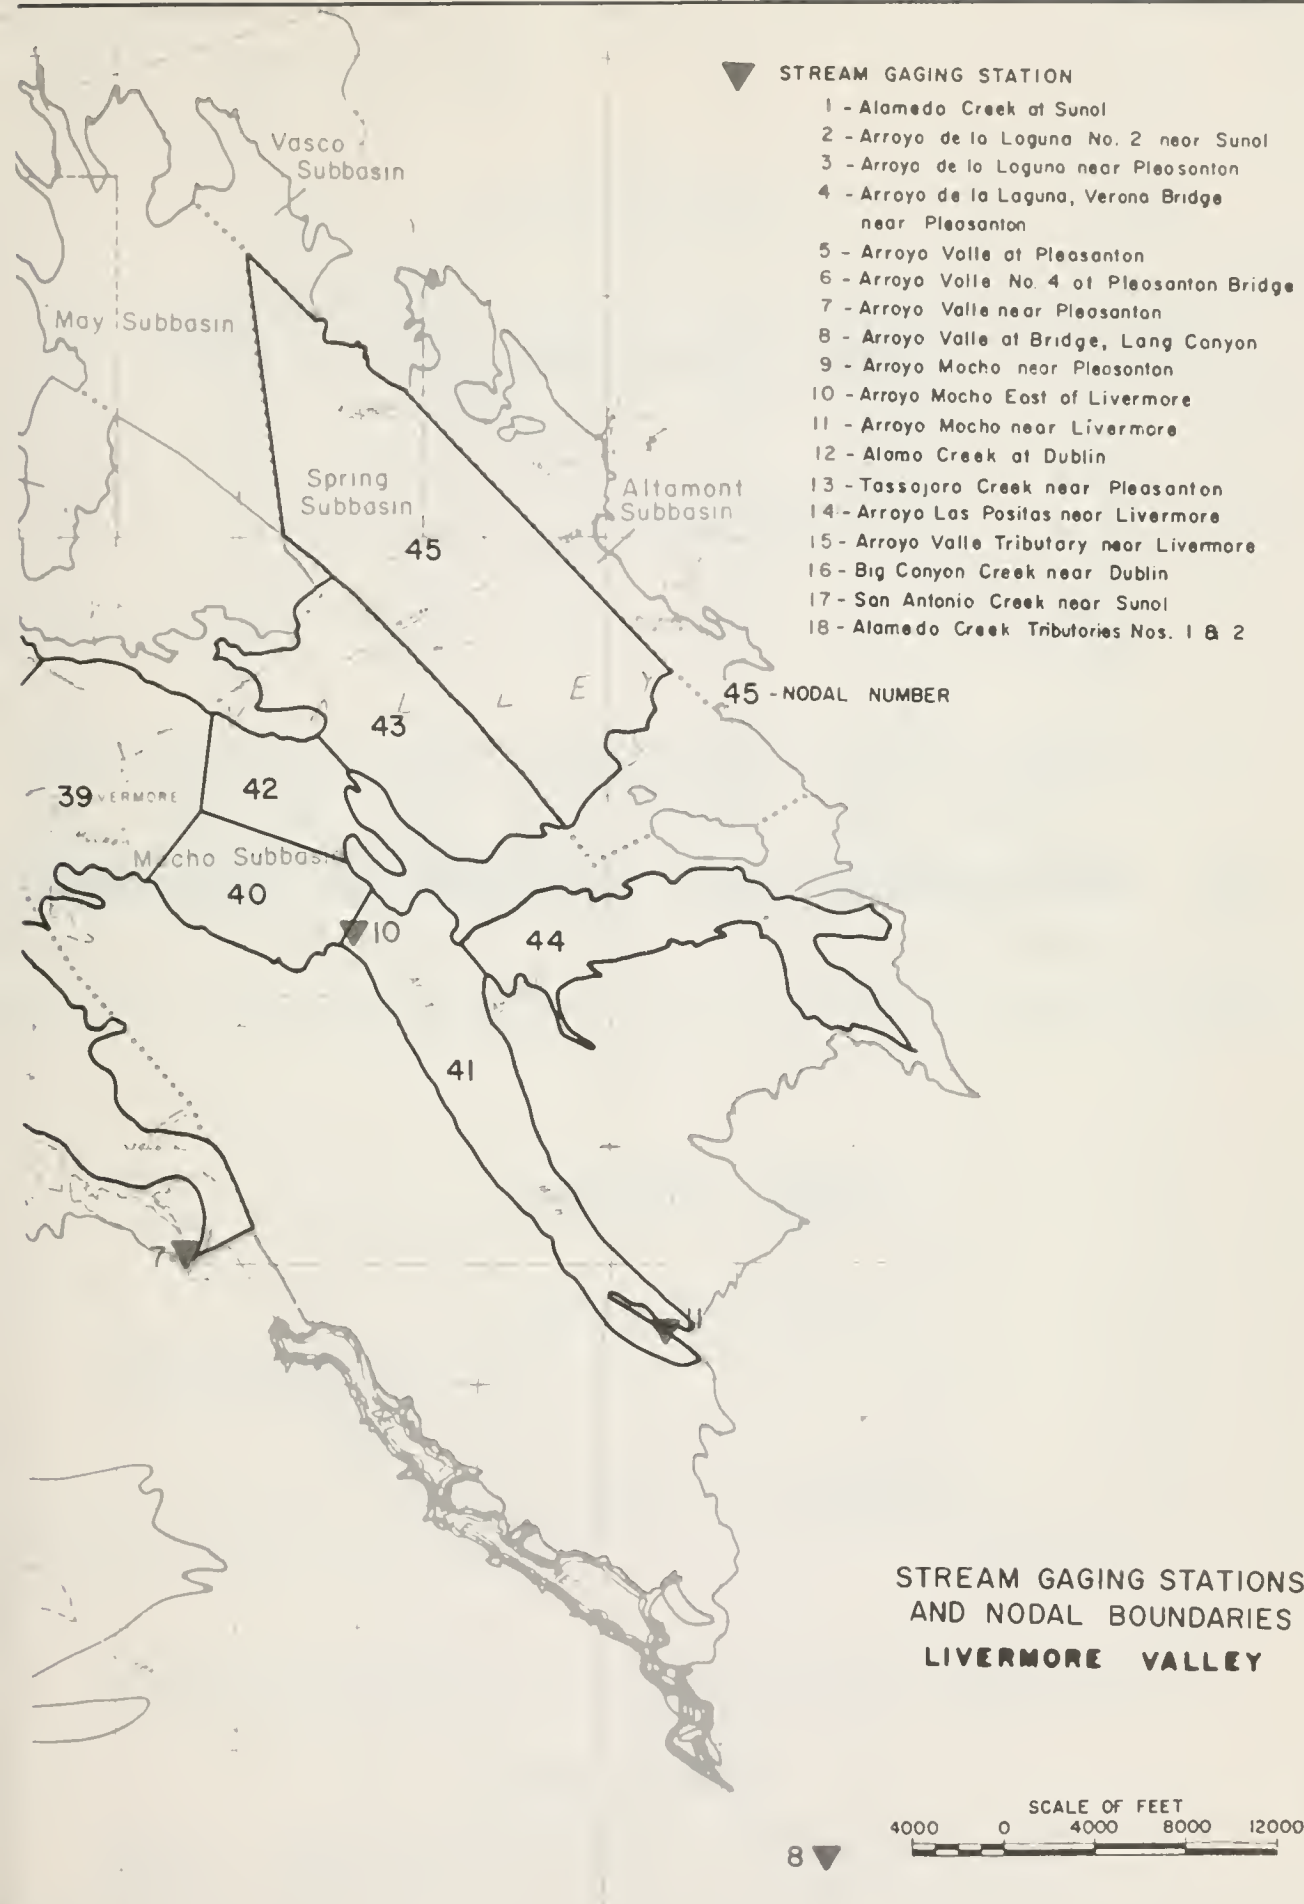 STREAM GAGING STATION
1 - Alamedo Creek at Sunol
2 - Arroyo de la Laguna No. 2 near Sunol
3 - Arroyo de la Laguna near Pleasanton
4 - Arroyo de la Laguna, Verona Bridge
near Pleasanton
5 - Arroyo Valle at Pleasanton
6 - Arroyo Valle No. 4 at Pleasanton Bridge
7 - Arroyo Valle near Pleasanton
8 - Arroyo Valle at Bridge, Lang Canyon
9 - Arroyo Mocho near Pleasanton
10 - Arroyo Mocho East of Livermore
11 - Arroyo Mocho near Livermore
12 - Alamo Creek at Dublin
13 - Tassajara Creek near Pleasanton
14 - Arroyo Las Positas near Livermore
15 - Arroyo Valle Tributary near Livermore
16 - Big Canyon Creek near Dublin
17 - San Antonio Creek near Sunol
18 - Alamedo Creek Tributaries Nos. 1 & 2
45 - NODAL NUMBER
Vasco
Subbasin
May Subbasin
Spring
Subbasin
45
Altamont
Subbasin
L L E Y
43
39
VERMORE
42
Mocho Subbasin
40
10
44
41
7
11
8
STREAM GAGING STATIONS
AND NODAL BOUNDARIES
LIVERMORE VALLEY
SCALE OF FEET
4000 0 4000 8000 12000